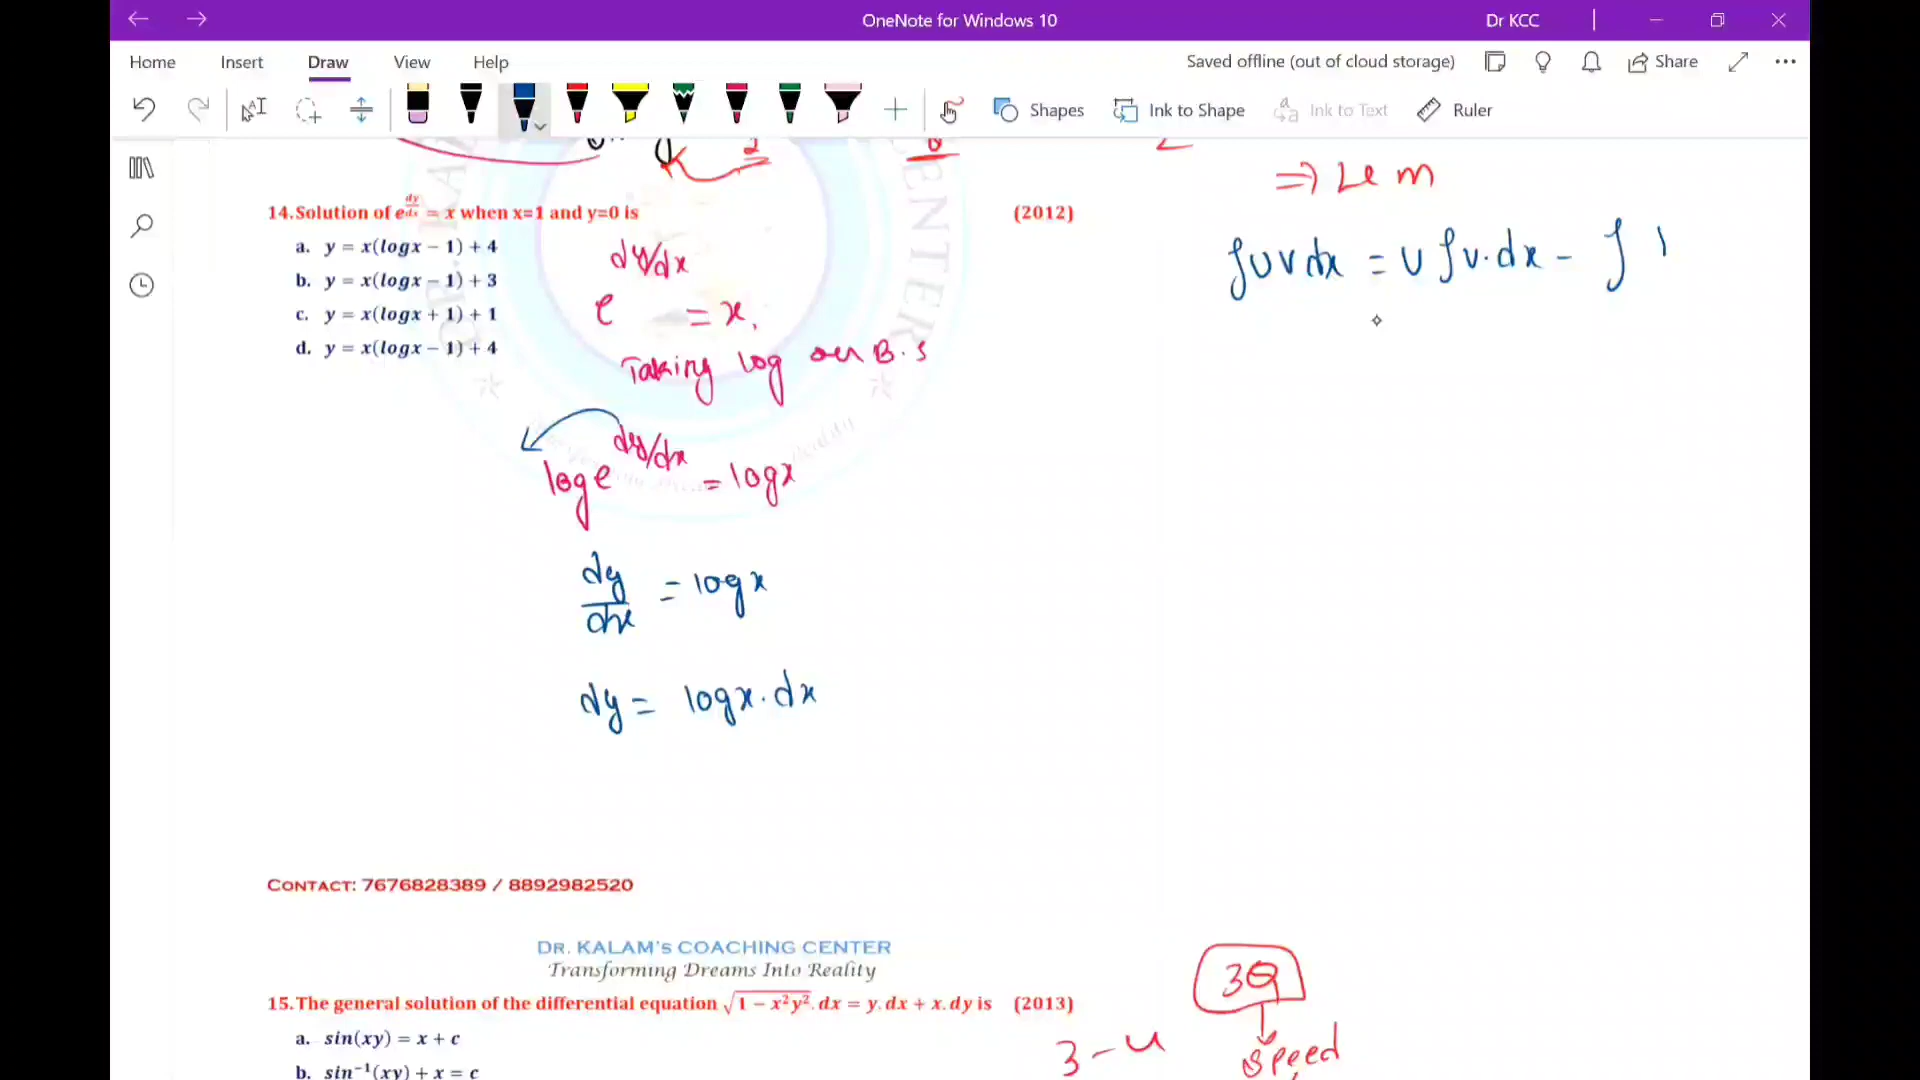 OneNote for Windows 10
Dr KCC
Home Insert Draw View Help
Saved offline (out of cloud storage)
Share
Shapes
Ink to Shape
Ink to Text
Ruler
2
⇒ Le m
14.Solution of e^{dy/dx} = x when x=1 and y=0 is (2012)
a. y = x(logx − 1) + 4
b. y = x(logx − 1) + 3
c. y = x(logx + 1) + 1
d. y = x(logx − 1) + 4
e^{dy/dx} = x,
Taking log on B.S
log e^{dy/dx} = log x
dy/dx = log x
dy = log x . dx
∫uvdx = u∫v.dx − ∫
CONTACT: 7676828389 / 8892982520
DR. KALAM's COACHING CENTER
Transforming Dreams Into Reality
15.The general solution of the differential equation √1 − x²y². dx = y. dx + x. dy is (2013)
a. sin(xy) = x + c
b. sin⁻¹(xy) + x = c
3Q
3-4
speed